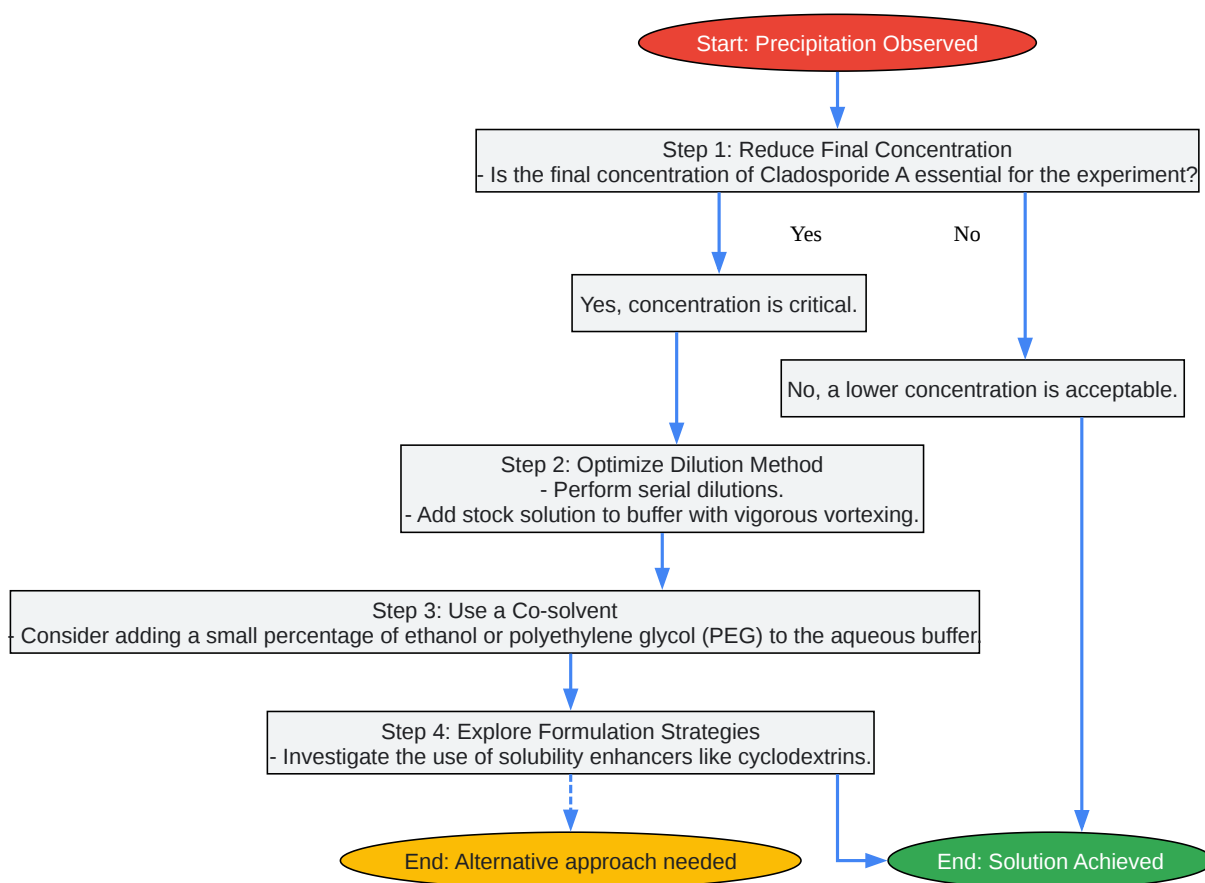 Start: Precipitation Observed
Step 1: Reduce Final Concentration
- Is the final concentration of Cladosporide A essential for the experiment?
Yes
No
Yes, concentration is critical.
No, a lower concentration is acceptable.
Step 2: Optimize Dilution Method
- Perform serial dilutions.
- Add stock solution to buffer with vigorous vortexing.
Step 3: Use a Co-solvent
- Consider adding a small percentage of ethanol or polyethylene glycol (PEG) to the aqueous buffer.
Step 4: Explore Formulation Strategies
- Investigate the use of solubility enhancers like cyclodextrins.
End: Alternative approach needed
End: Solution Achieved